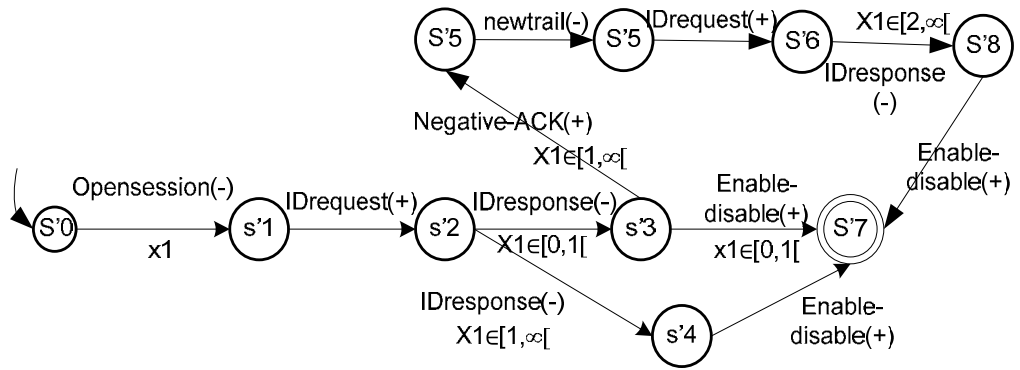 S'5
newtrail(-)
S'5
IDrequest(+)
S'6
X1∈[2,∞[
IDresponse
(-)
S'8
Negative-ACK(+)
X1∈[1,∞[
Enable-
disable(+)
S'0
Opensession(-)
x1
s'1
IDrequest(+)
s'2
IDresponse(-)
X1∈[0,1[
s'3
Enable-
disable(+)
x1∈[0,1[
S'7
IDresponse(-)
X1∈[1,∞[
s'4
Enable-
disable(+)